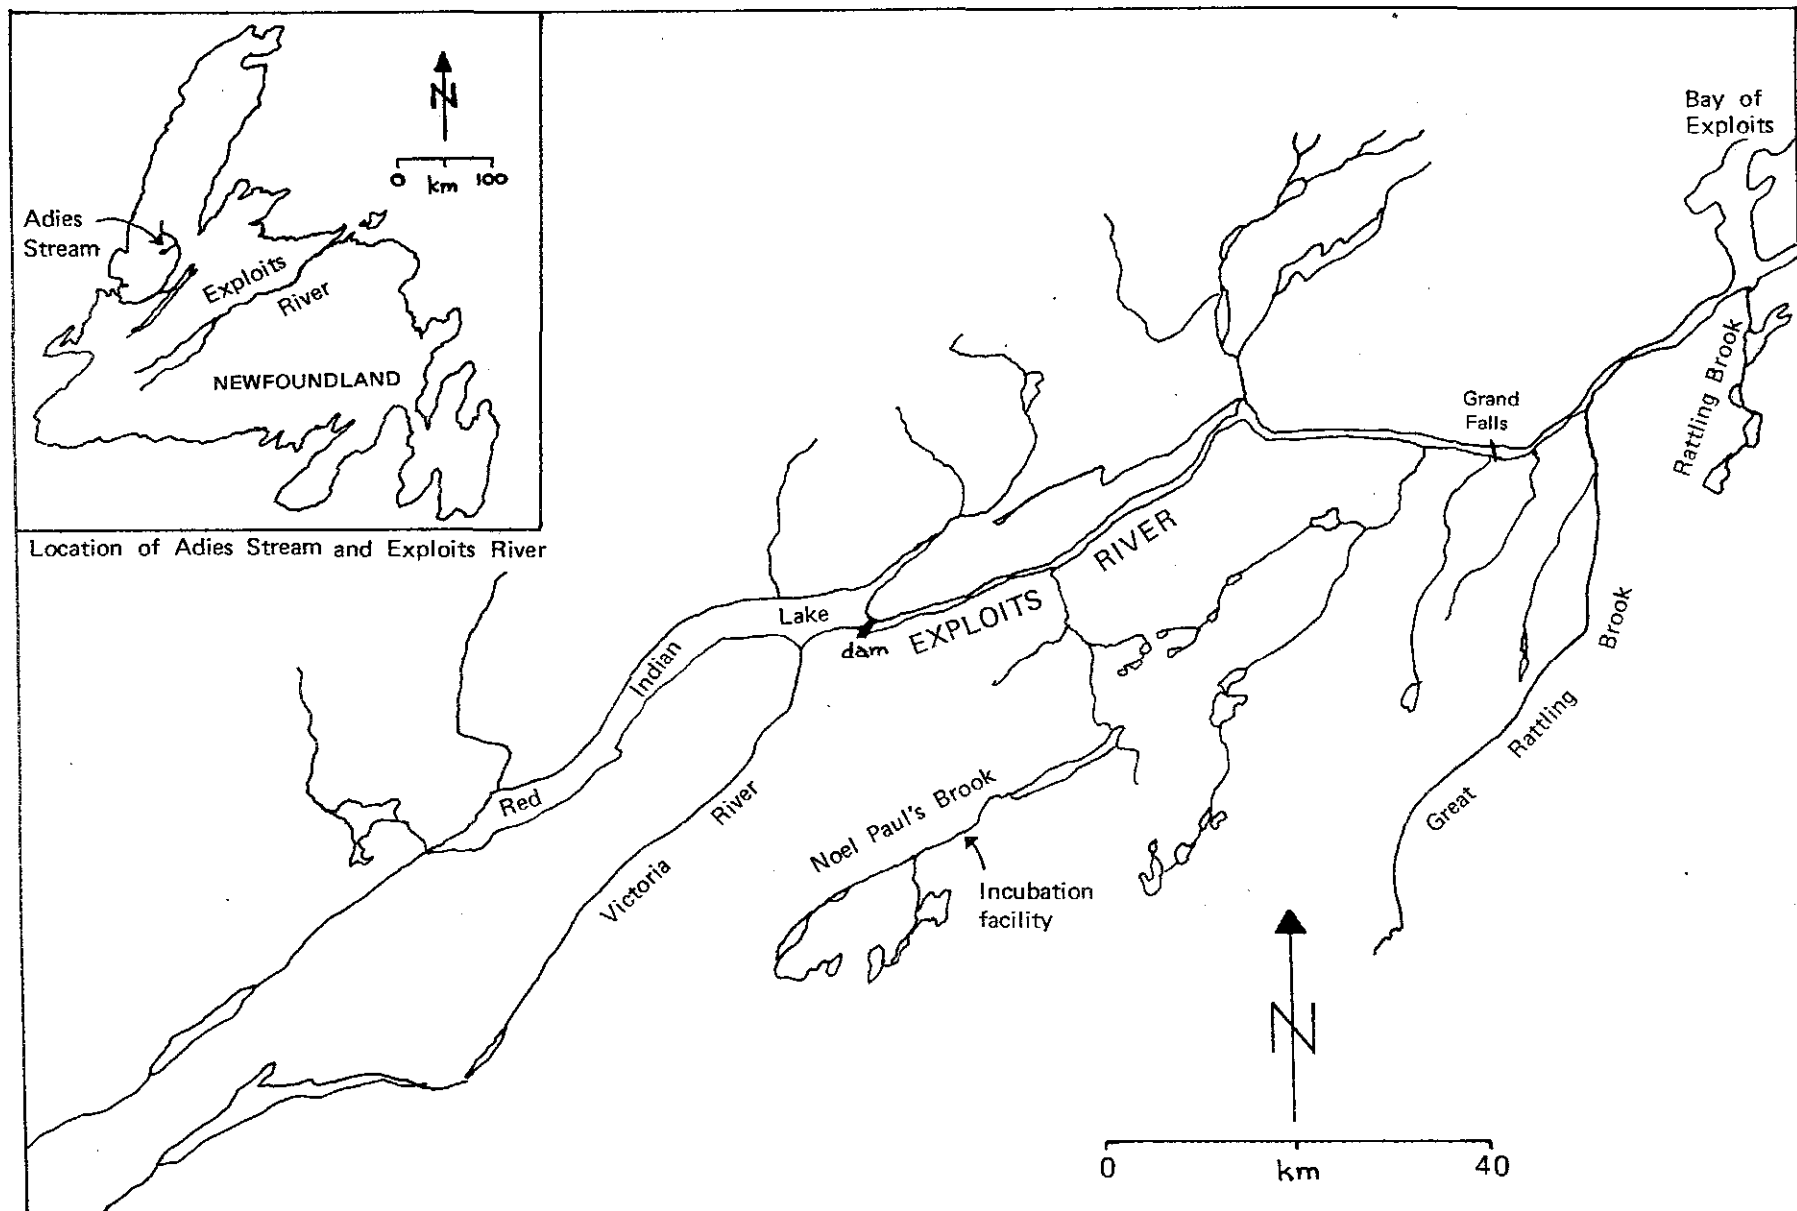 N
0 km 100
Adies
Stream
Exploits
River
NEWFOUNDLAND
Location of Adies Stream and Exploits River
Bay of
Exploits
Grand
Falls
Rattling Brook
RIVER
EXPLOITS
Lake
dam
Indian
Red
Victoria
River
Noel Paul's Brook
Incubation
facility
Great
Rattling
Brook
N
0 km 40